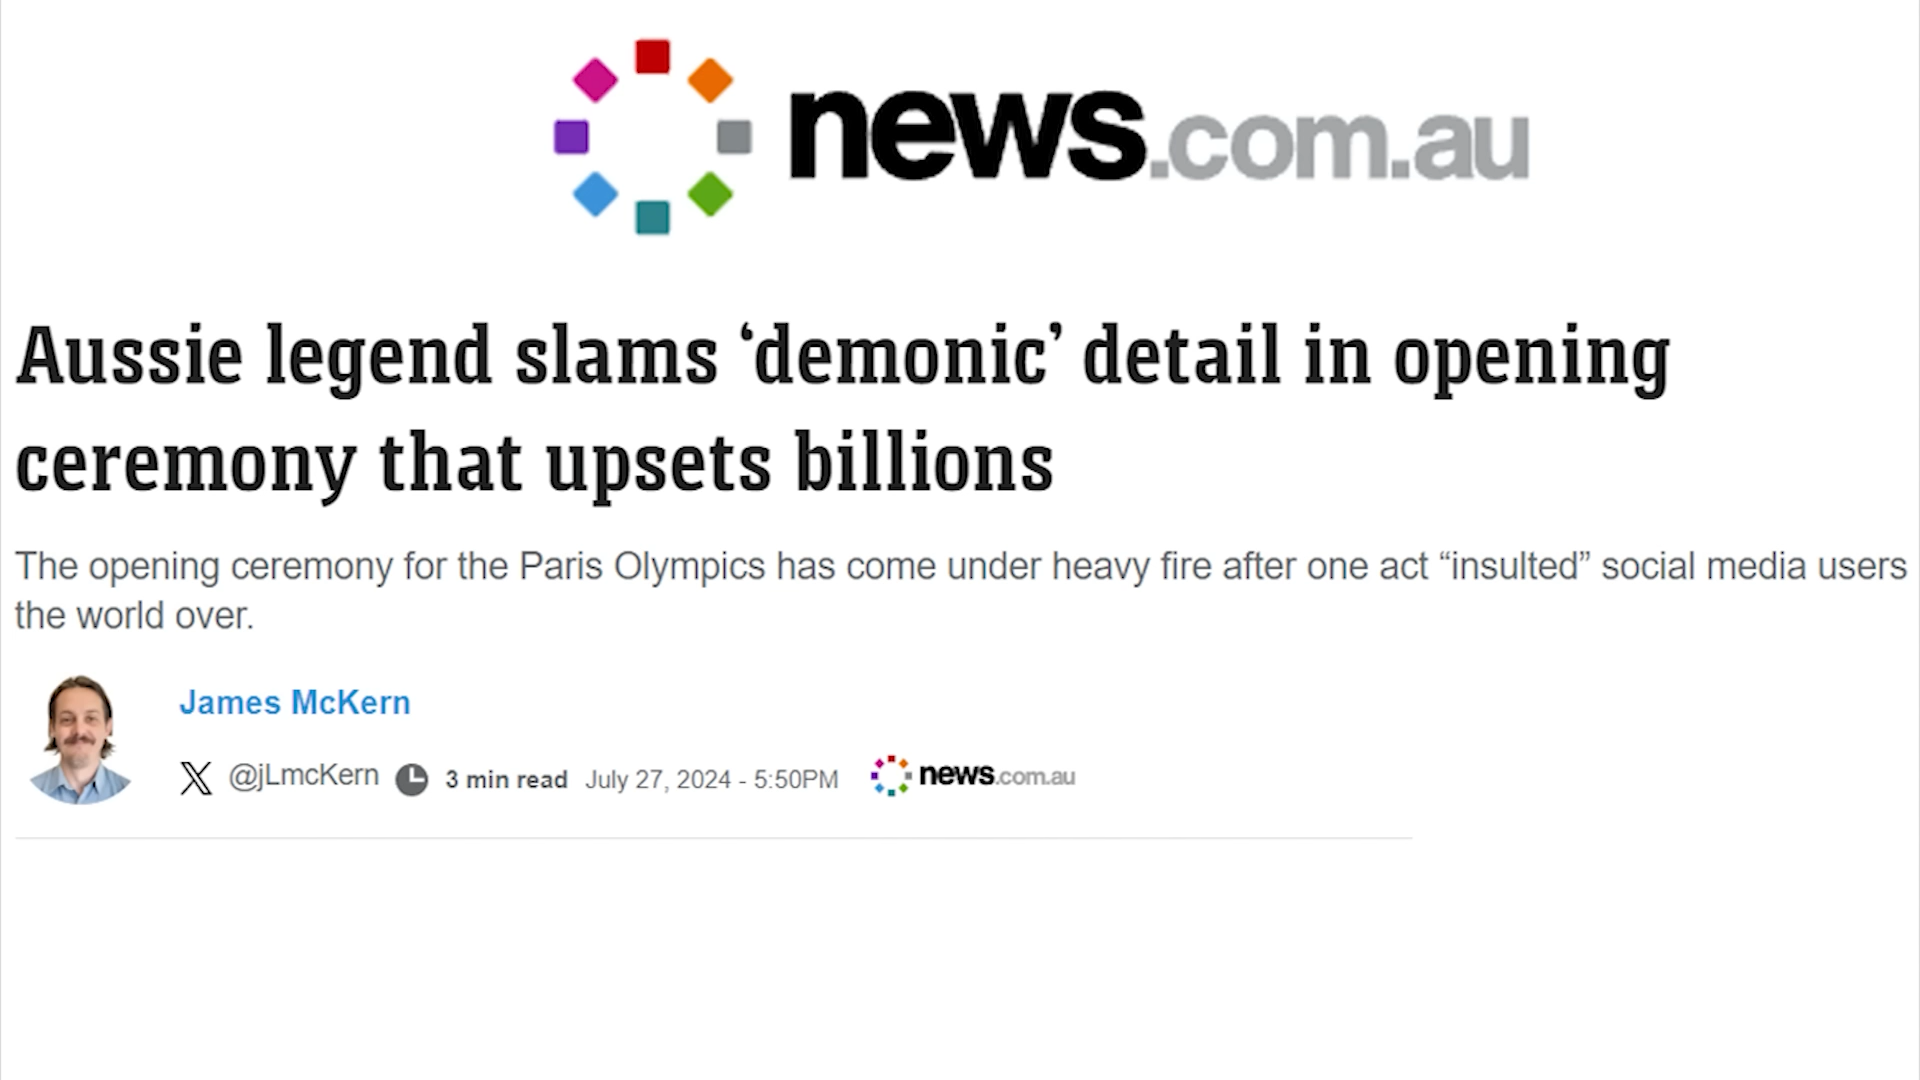 news.com.au
Aussie legend slams ‘demonic’ detail in opening
ceremony that upsets billions
The opening ceremony for the Paris Olympics has come under heavy fire after one act “insulted” social media users
the world over.
James McKern
X @jLmcKern 3 min read July 27, 2024 - 5:50PM news.com.au